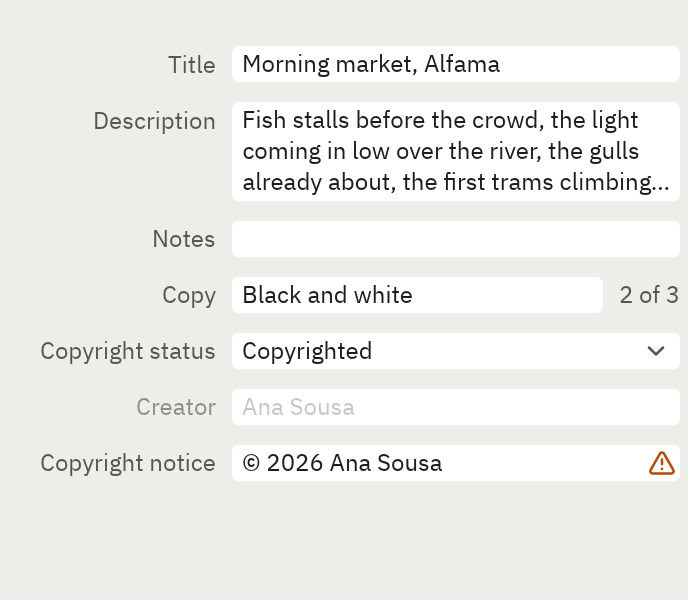 Title Morning market, Alfama
Description Fish stalls before the crowd, the light
coming in low over the river, the gulls
already about, the first trams climbing…
Notes
Copy Black and white 2 of 3
Copyright status Copyrighted
Creator Ana Sousa
Copyright notice © 2026 Ana Sousa